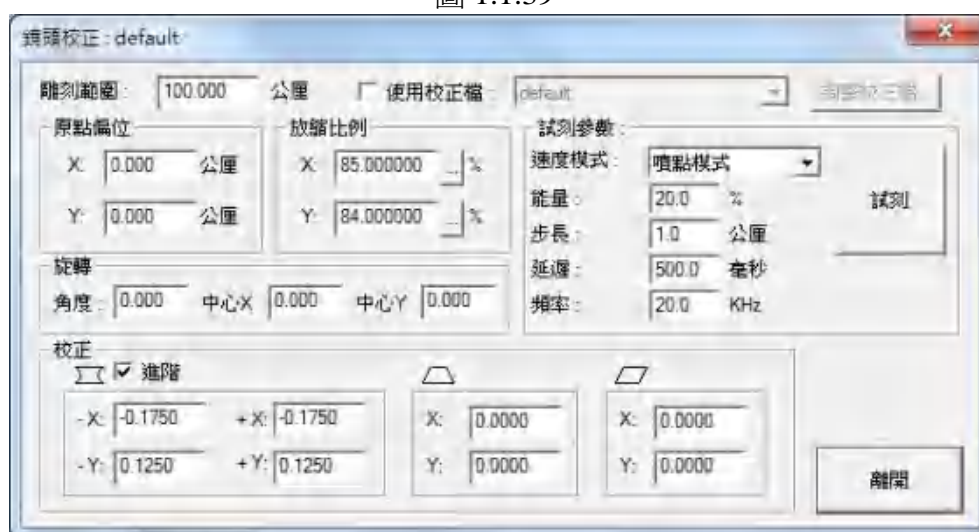 圖 1.1.39
鏡頭校正 : default
雕刻範圍 : 100.000 公厘 使用校正檔 : default
原點偏位 放縮比例 試刻參數 :
X: 0.000 公厘 X: 85.000000 ... % 速度模式 : 噴點模式
Y: 0.000 公厘 Y: 84.000000 ... % 能量 : 20.0 % 試刻
步長 : 1.0 公厘
旋轉 延遲 : 500.0 毫秒
角度 : 0.000 中心X 0.000 中心Y 0.000 頻率 : 20.0 KHz
校正
進階
-X: -0.1750 +X: -0.1750 X: 0.0000 X: 0.0000
-Y: 0.1250 +Y: 0.1250 Y: 0.0000 Y: 0.0000
離開